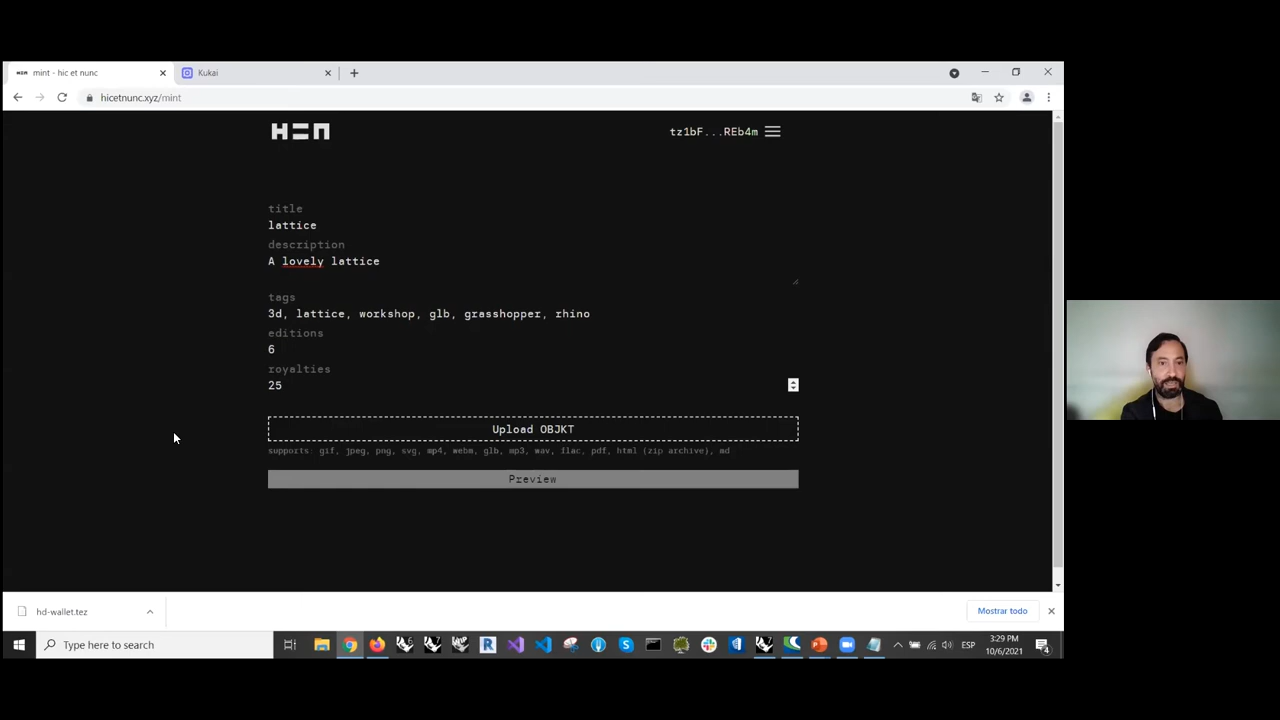 mint - hic et nunc
Kukai
hicetnunc.xyz/mint
H=N
tz1bF...REb4m
title
lattice
description
A lovely lattice
tags
3d, lattice, workshop, glb, grasshopper, rhino
editions
6
royalties
25
Upload OBJKT
supports: gif, jpeg, png, svg, mp4, webm, glb, mp3, wav, flac, pdf, html (zip archive), md
Preview
hd-wallet.tez
Mostrar todo
Type here to search
ESP
3:29 PM
10/6/2021
4